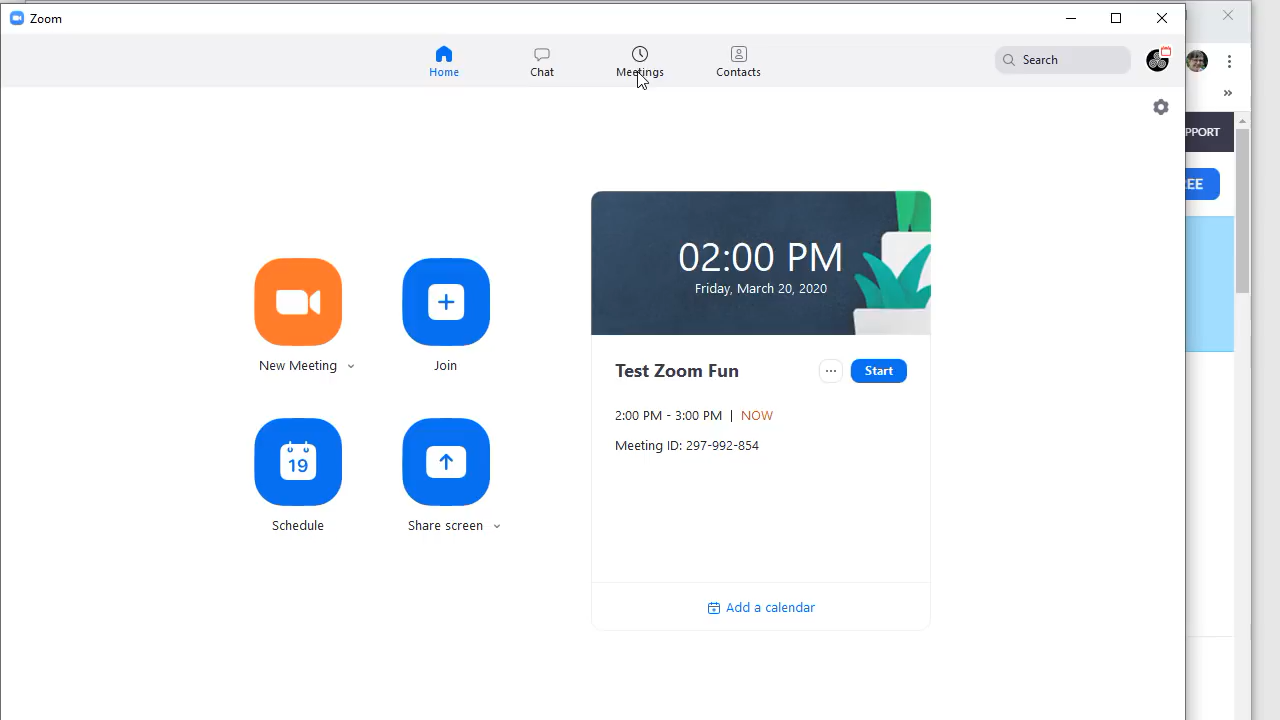 Zoom
Home
Chat
Meetings
Contacts
Search
PPORT
EE
02:00 PM
Friday, March 20, 2020
New Meeting
Join
Test Zoom Fun
...
Start
2:00 PM - 3:00 PM | NOW
Meeting ID: 297-992-854
19
Schedule
Share screen
Add a calendar